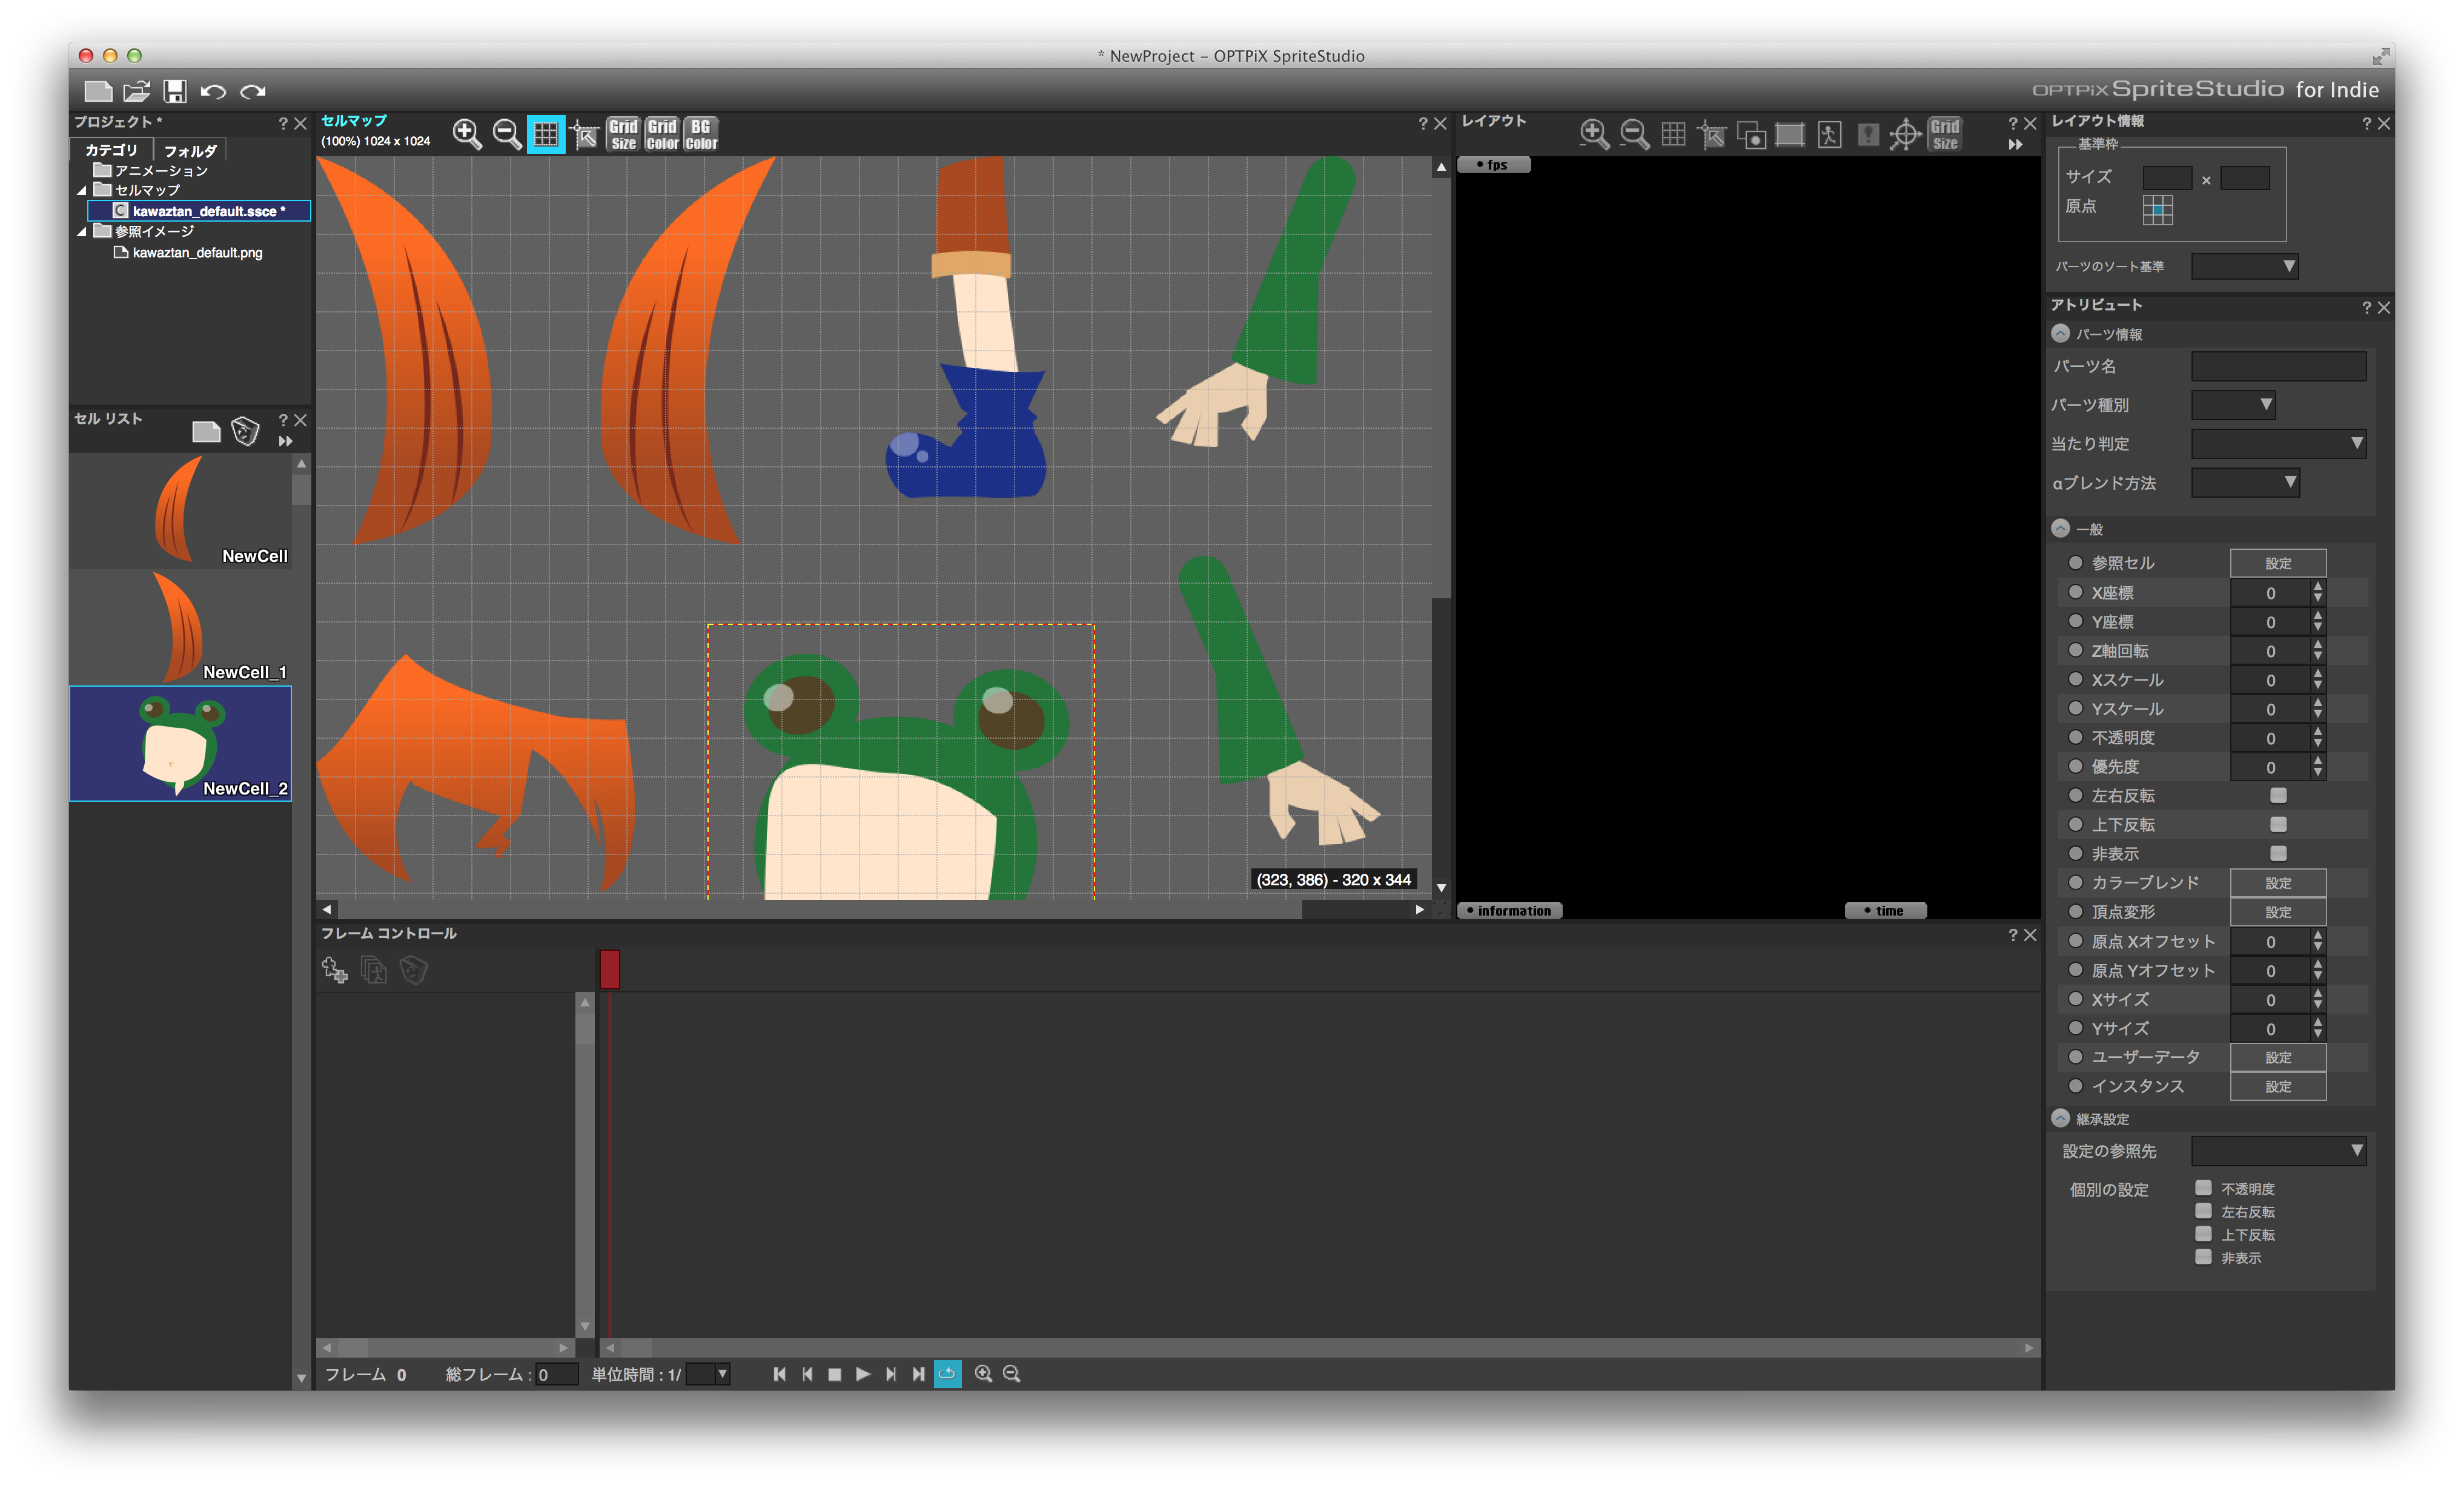 * NewProject – OPTPiX SpriteStudio
OPTPiX SpriteStudio for Indie
プロジェクト *
カテゴリ
フォルダ
アニメーション
セルマップ
kawaztan_default.ssce *
参照イメージ
kawaztan_default.png
セル リスト
NewCell
NewCell_1
NewCell_2
セルマップ
(100%) 1024 x 1024
Grid Size
Grid Color
BG Color
(323, 386) - 320 x 344
レイアウト
Grid Size
• fps
• information
• time
フレーム コントロール
フレーム 0
総フレーム : 0
単位時間 : 1/
レイアウト情報
基準枠
サイズ ×
原点
パーツのソート基準
アトリビュート
パーツ情報
パーツ名
パーツ種別
当たり判定
αブレンド方法
一般
参照セル 設定
X座標 0
Y座標 0
Z軸回転 0
Xスケール 0
Yスケール 0
不透明度 0
優先度 0
左右反転
上下反転
非表示
カラーブレンド 設定
頂点変形 設定
原点 Xオフセット 0
原点 Yオフセット 0
Xサイズ 0
Yサイズ 0
ユーザーデータ 設定
インスタンス 設定
継承設定
設定の参照先
個別の設定
不透明度
左右反転
上下反転
非表示